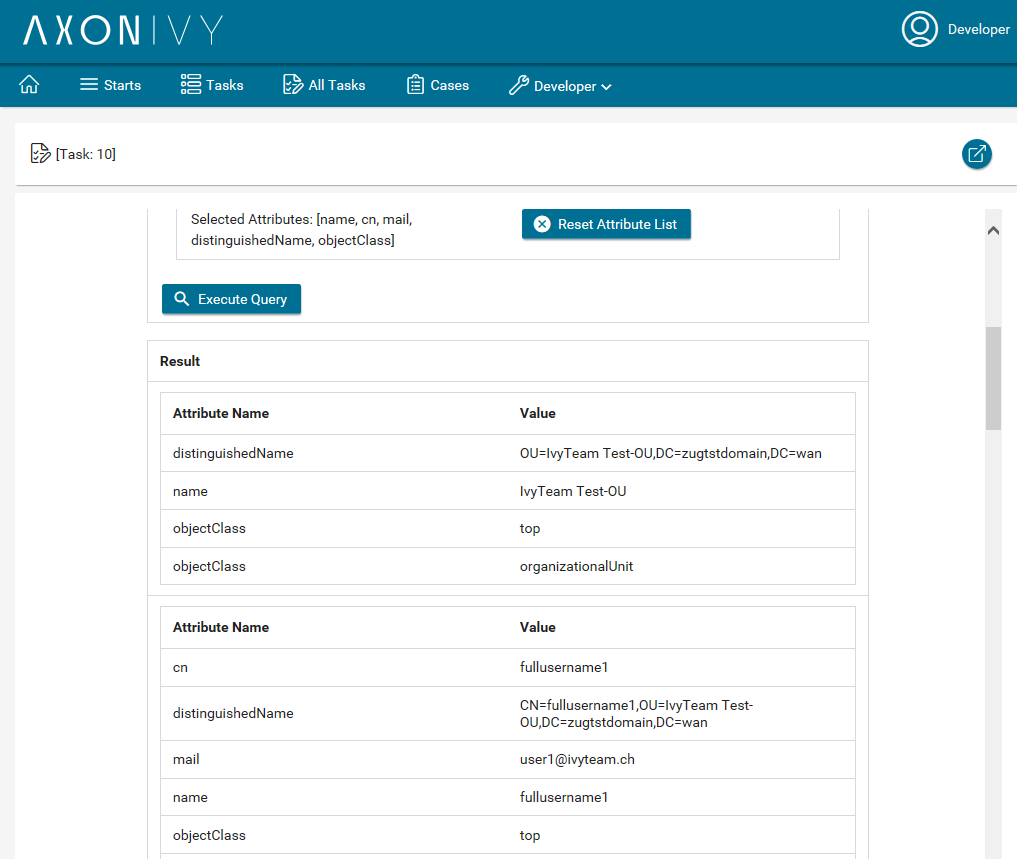 AXONIVY
Developer
Starts
Tasks
All Tasks
Cases
Developer
[Task: 10]
Selected Attributes: [name, cn, mail,
distinguishedName, objectClass]
Reset Attribute List
Execute Query
Result
Attribute Name Value
distinguishedName OU=IvyTeam Test-OU,DC=zugtstdomain,DC=wan
name IvyTeam Test-OU
objectClass top
objectClass organizationalUnit
Attribute Name Value
cn fullusername1
distinguishedName CN=fullusername1,OU=IvyTeam Test-
OU,DC=zugtstdomain,DC=wan
mail user1@ivyteam.ch
name fullusername1
objectClass top